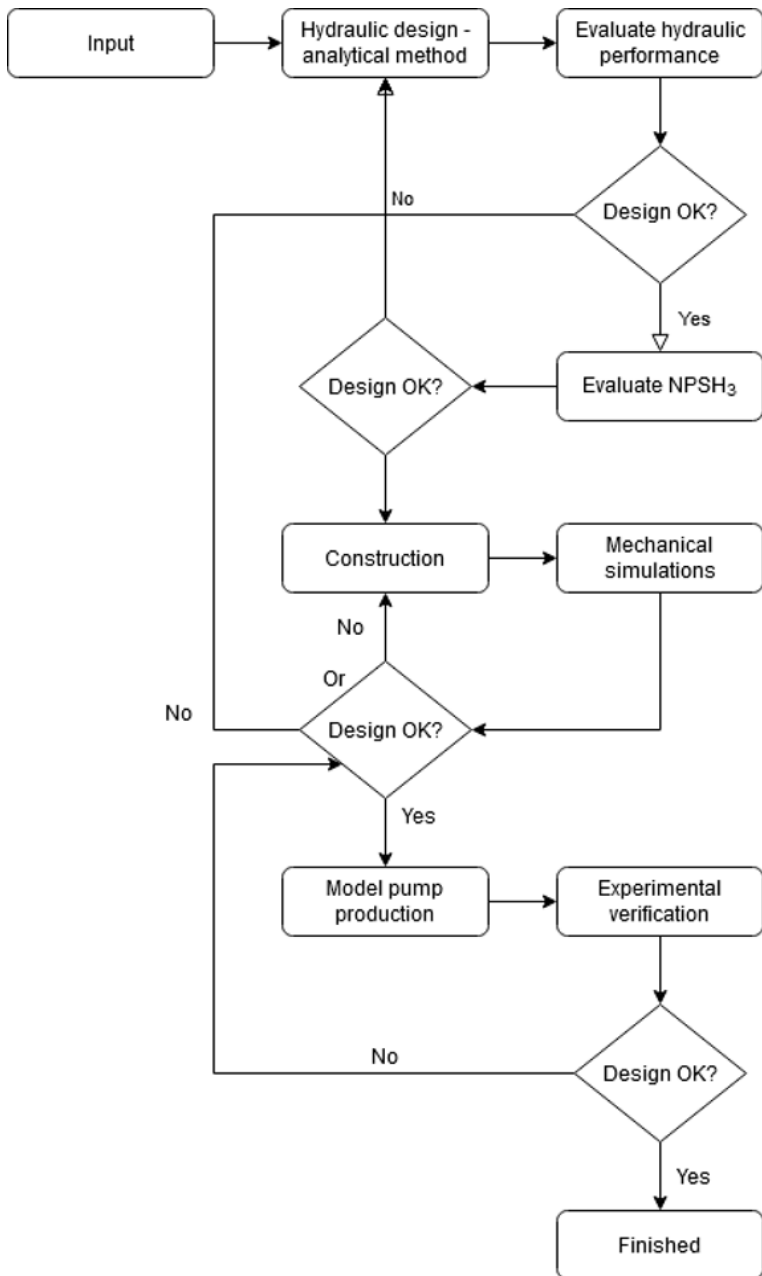 Input
Hydraulic design -
analytical method
Evaluate hydraulic
performance
No
Design OK?
Yes
Design OK?
Evaluate NPSH₃
Construction
Mechanical
simulations
No
Or
No
Design OK?
Yes
Model pump
production
Experimental
verification
No
Design OK?
Yes
Finished